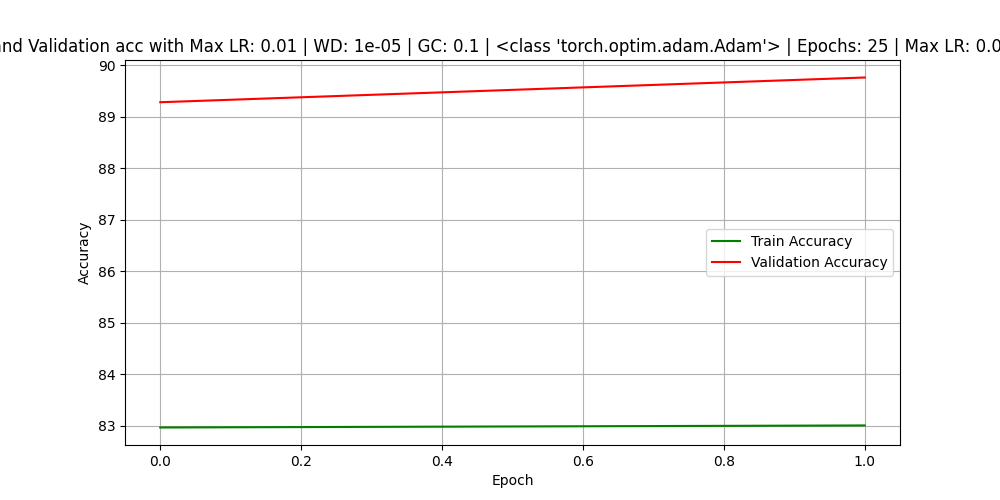 and Validation acc with Max LR: 0.01 | WD: 1e-05 | GC: 0.1 | <class 'torch.optim.adam.Adam'> | Epochs: 25 | Max LR: 0.0
90
89
88
87
86
85
84
83
Accuracy
Train Accuracy
Validation Accuracy
0.0 0.2 0.4 0.6 0.8 1.0
Epoch